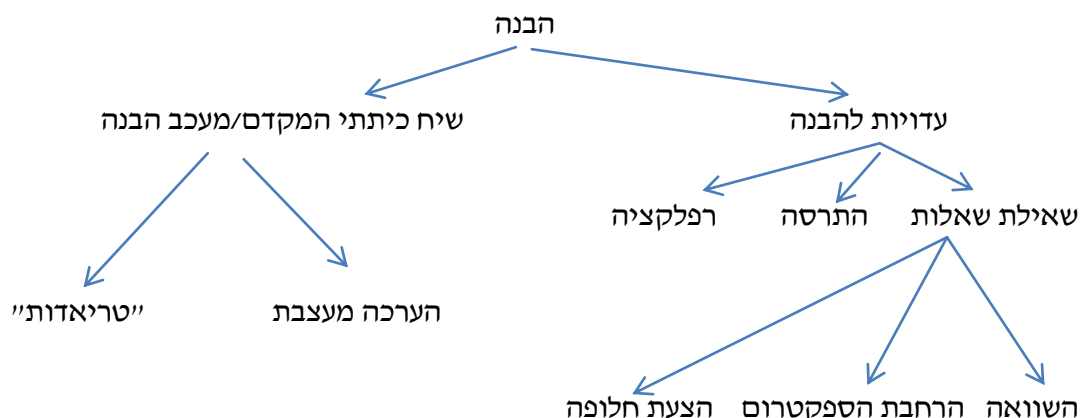 הבנה
עדויות להבנה
שיח כיתתי המקדם/מעכב הבנה
שאילת שאלות
התרסה
רפלקציה
הערכה מעצבת
"טריאדות"
השוואה
הרחבת הספקטרום
הצעת חלופה